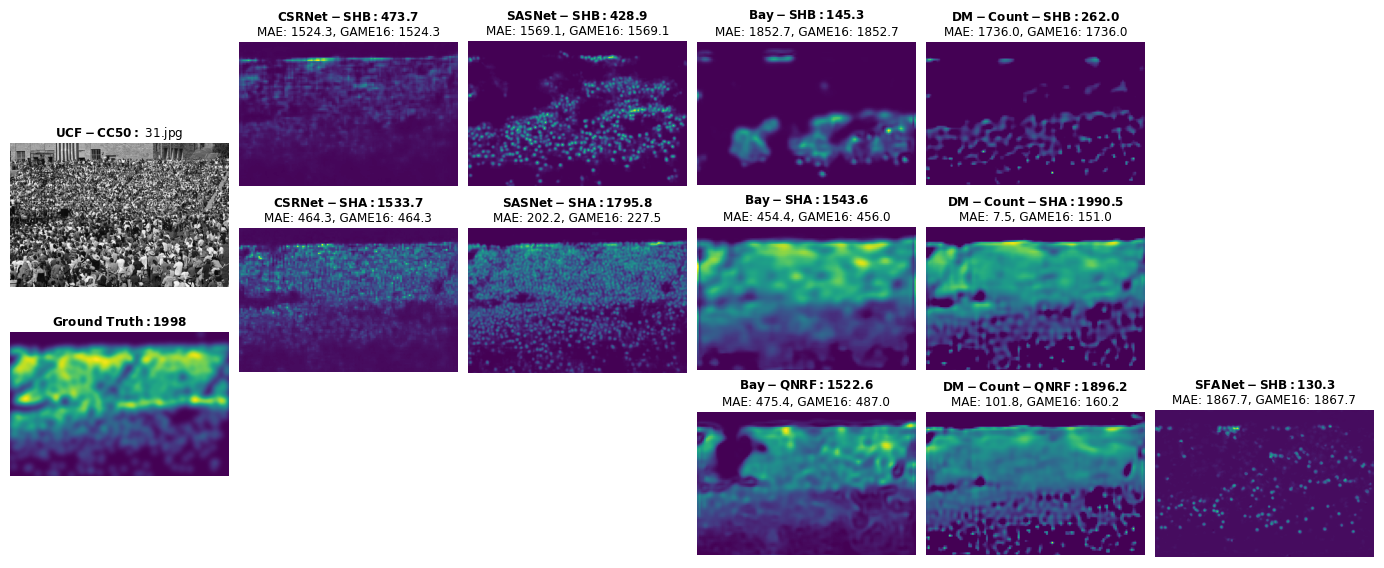 CSRNet − SHB: 473.7
MAE: 1524.3, GAME16: 1524.3
SASNet − SHB: 428.9
MAE: 1569.1, GAME16: 1569.1
Bay − SHB: 145.3
MAE: 1852.7, GAME16: 1852.7
DM − Count − SHB: 262.0
MAE: 1736.0, GAME16: 1736.0
UCF − CC50: 31.jpg
CSRNet − SHA: 1533.7
MAE: 464.3, GAME16: 464.3
SASNet − SHA: 1795.8
MAE: 202.2, GAME16: 227.5
Bay − SHA: 1543.6
MAE: 454.4, GAME16: 456.0
DM − Count − SHA: 1990.5
MAE: 7.5, GAME16: 151.0
Ground Truth: 1998
Bay − QNRF: 1522.6
MAE: 475.4, GAME16: 487.0
DM − Count − QNRF: 1896.2
MAE: 101.8, GAME16: 160.2
SFANet − SHB: 130.3
MAE: 1867.7, GAME16: 1867.7